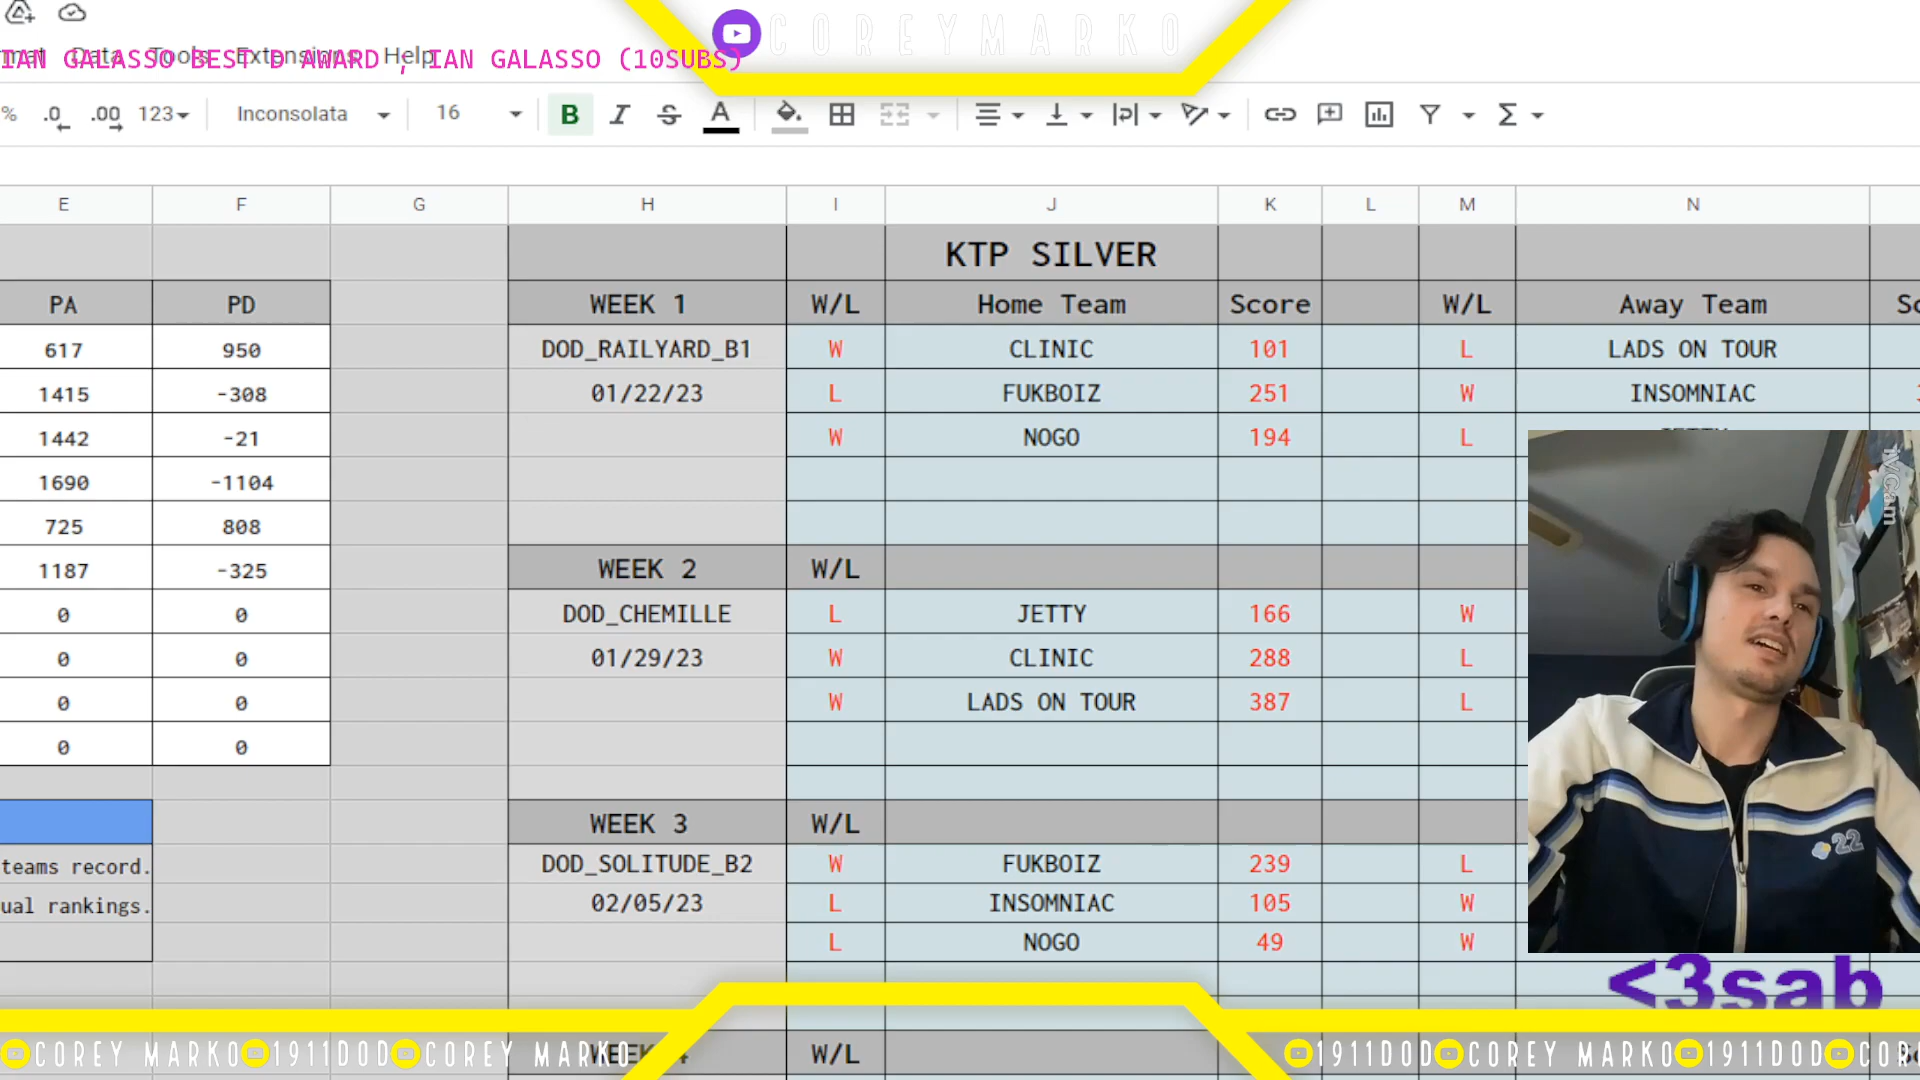 COREYMARKO
Data Tools Extensions Help
IAN GALASSO BEST D AWARD , IAN GALASSO (10SUBS)
% .0 .00 123 Inconsolata 16 B I S A
E F G H I J K L M N
KTP SILVER
PA PD WEEK 1 W/L Home Team Score W/L Away Team
617 950 DOD_RAILYARD_B1 W CLINIC 101 L LADS ON TOUR
1415 -308 01/22/23 L FUKBOIZ 251 W INSOMNIAC
1442 -21 W NOGO 194 L
1690 -1104
725 808
1187 -325 WEEK 2 W/L
0 0 DOD_CHEMILLE L JETTY 166 W
0 0 01/29/23 W CLINIC 288 L
0 0 W LADS ON TOUR 387 L
0 0
WEEK 3 W/L
teams record. DOD_SOLITUDE_B2 W FUKBOIZ 239 L
ual rankings. 02/05/23 L INSOMNIAC 105 W
L NOGO 49 W
<3sab
22
COREY MARKO 1911DOD COREY MARKO
W/L
1911DOD COREY MARKO 1911DOD